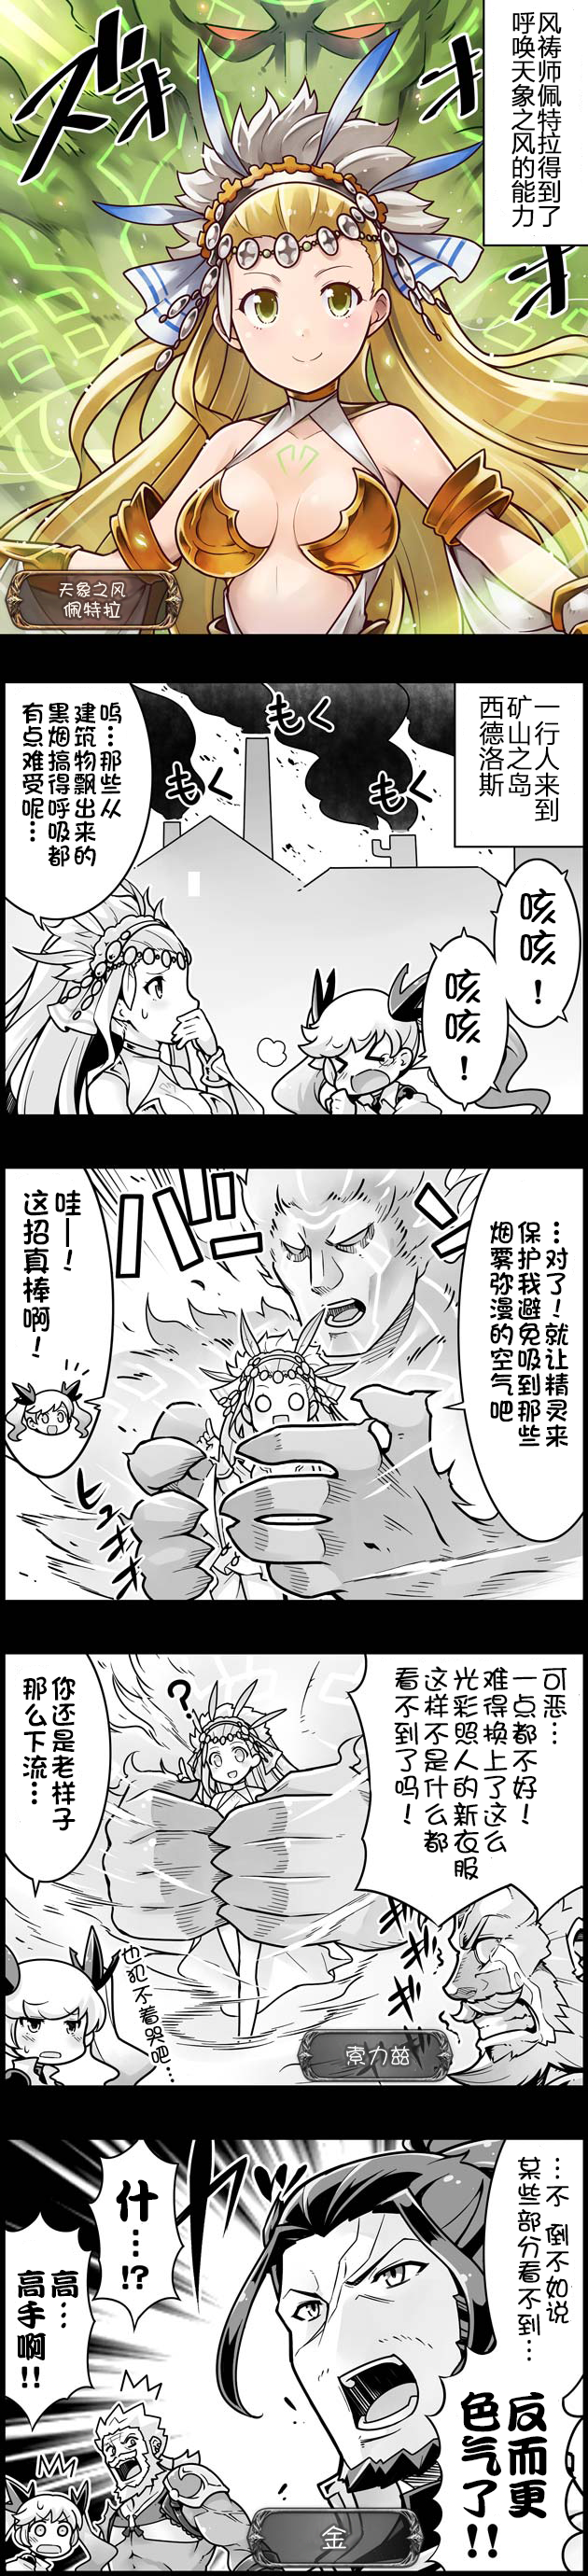 风祷师佩特拉得到了
呼唤天象之风的能力
ズオオオ
天象之风
佩特拉
一行人来到
矿山之岛
西德洛斯
もく
もく
呜…那些从
建筑物飘出来的
黑烟搞得呼吸都
有点难受呢…
咳咳！
咳咳！
…对了！就让精灵来
保护我避免吸到那些
烟雾弥漫的空气吧
哇ー！
这招真棒啊！
可恶…
一点都不好！
难得换上了这么
光彩照人的新衣服
这样不是什么都
看不到了吗！
?
你还是老样子
那么下流…
也犯不着哭吧…
索力兹
…不 倒不如说
某些部分看不到…
反而更
色气了!!
什…!?
高…
高手啊!!
金